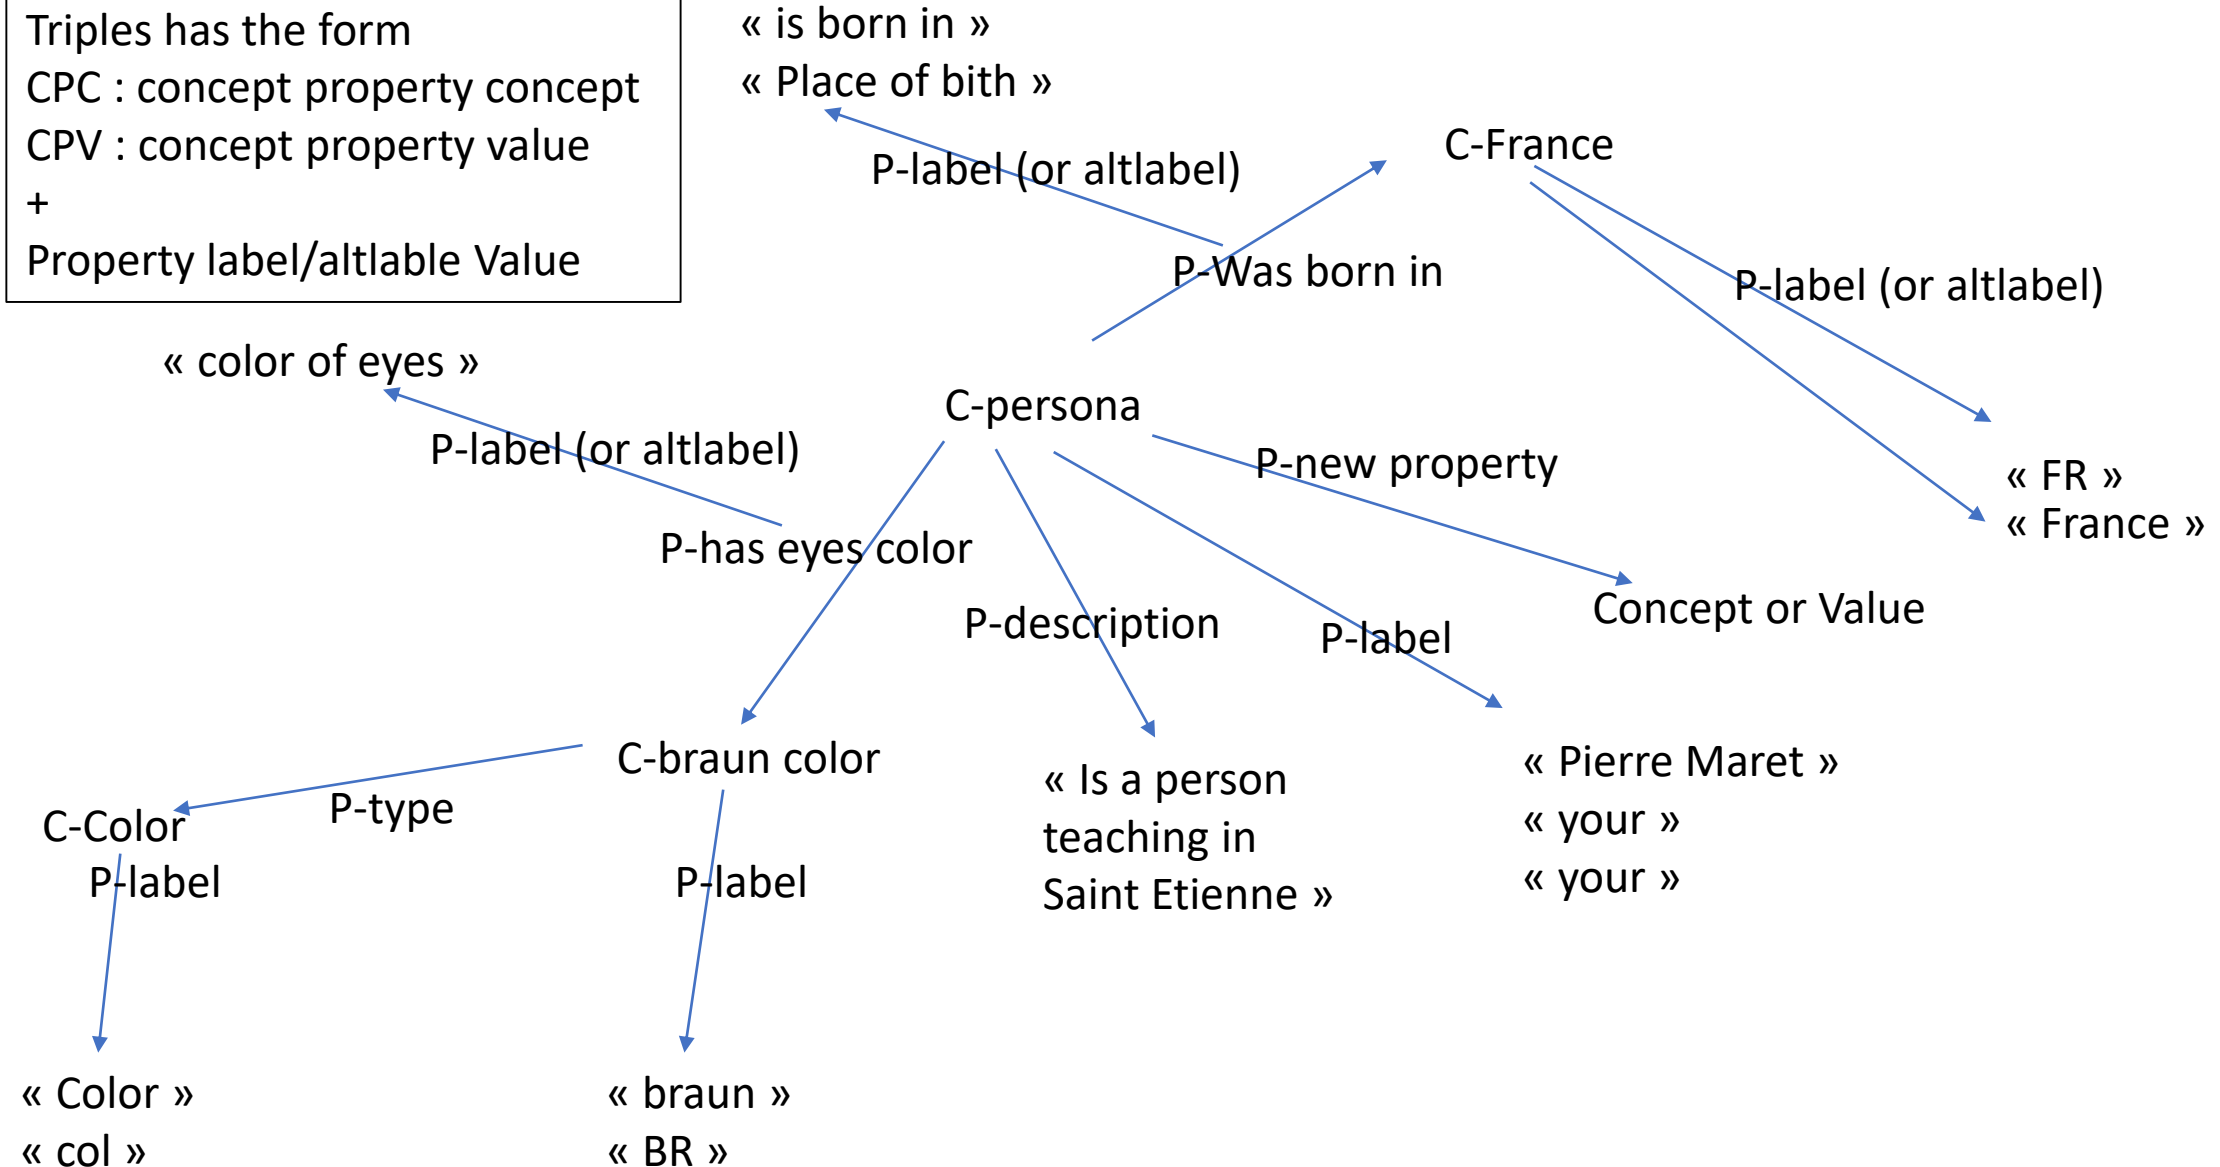 Triples has the form
CPC : concept property concept
CPV : concept property value
+
Property label/altlable Value
« is born in »
« Place of bith »
P-label (or altlabel)
C-France
P-Was born in
P-label (or altlabel)
« FR »
« France »
« color of eyes »
P-label (or altlabel)
C-persona
P-new property
Concept or Value
P-has eyes color
P-description
P-label
C-braun color
« Is a person
teaching in
Saint Etienne »
« Pierre Maret »
« your »
« your »
P-type
C-Color
P-label
P-label
« Color »
« col »
« braun »
« BR »